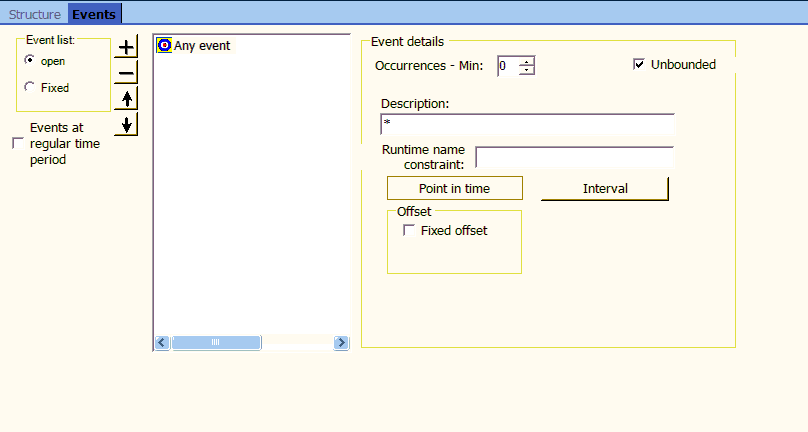 Structure Events
Event list:
open
Fixed
Events at
regular time
period
Any event
Event details
Occurrences - Min: 0 Unbounded
Description:
*
Runtime name
constraint:
Point in time Interval
Offset
Fixed offset